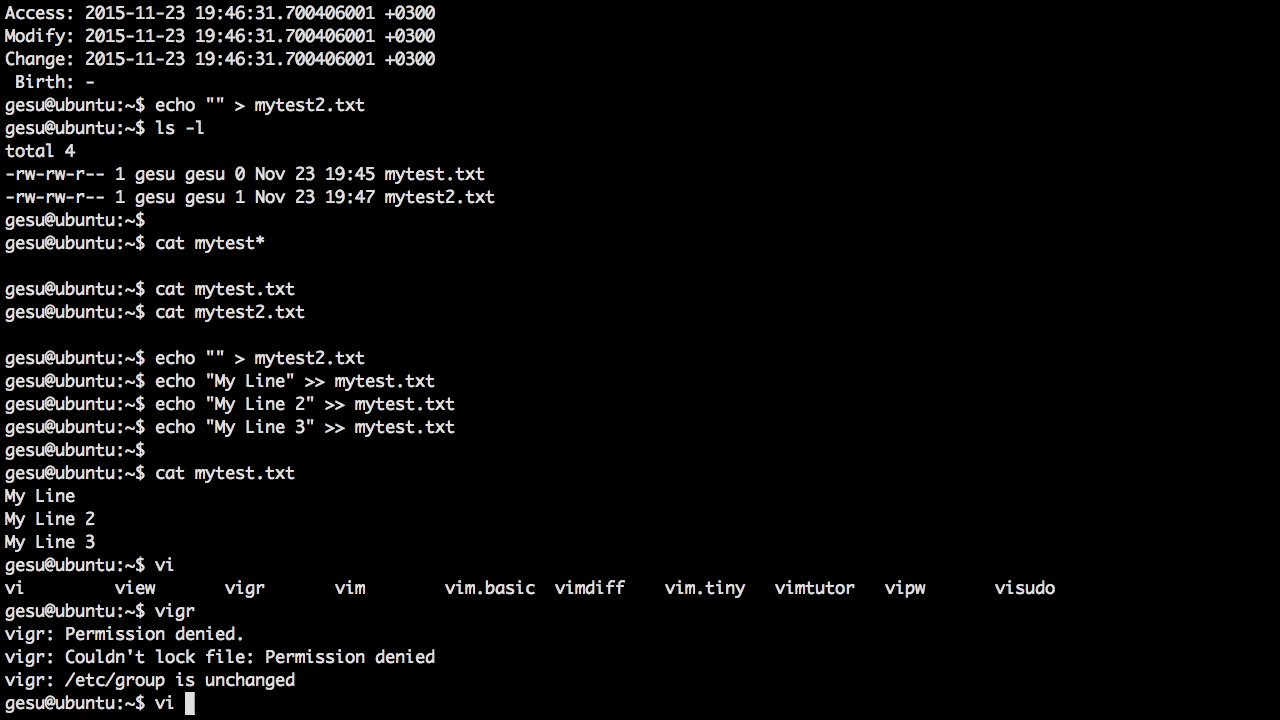 Access: 2015-11-23 19:46:31.700406001 +0300
Modify: 2015-11-23 19:46:31.700406001 +0300
Change: 2015-11-23 19:46:31.700406001 +0300
 Birth: -
gesu@ubuntu:~$ echo "" > mytest2.txt
gesu@ubuntu:~$ ls -l
total 4
-rw-rw-r-- 1 gesu gesu 0 Nov 23 19:45 mytest.txt
-rw-rw-r-- 1 gesu gesu 1 Nov 23 19:47 mytest2.txt
gesu@ubuntu:~$
gesu@ubuntu:~$ cat mytest*

gesu@ubuntu:~$ cat mytest.txt
gesu@ubuntu:~$ cat mytest2.txt

gesu@ubuntu:~$ echo "" > mytest2.txt
gesu@ubuntu:~$ echo "My Line" >> mytest.txt
gesu@ubuntu:~$ echo "My Line 2" >> mytest.txt
gesu@ubuntu:~$ echo "My Line 3" >> mytest.txt
gesu@ubuntu:~$
gesu@ubuntu:~$ cat mytest.txt
My Line
My Line 2
My Line 3
gesu@ubuntu:~$ vi
vi         view       vigr       vim        vim.basic  vimdiff    vim.tiny   vimtutor   vipw       visudo
gesu@ubuntu:~$ vigr
vigr: Permission denied.
vigr: Couldn't lock file: Permission denied
vigr: /etc/group is unchanged
gesu@ubuntu:~$ vi